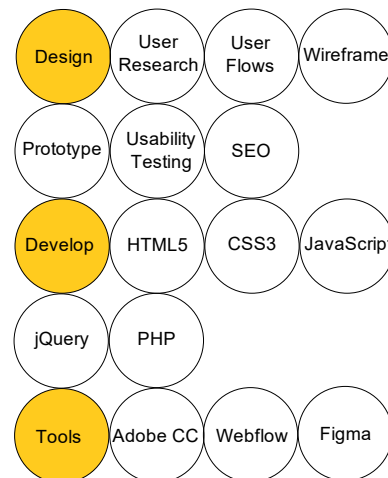 Design
User
Research
User
Flows
Wireframe
Prototype
Usability
Testing
SEO
Develop
HTML5
CSS3
JavaScript
jQuery
PHP
Tools
Adobe CC
Webflow
Figma